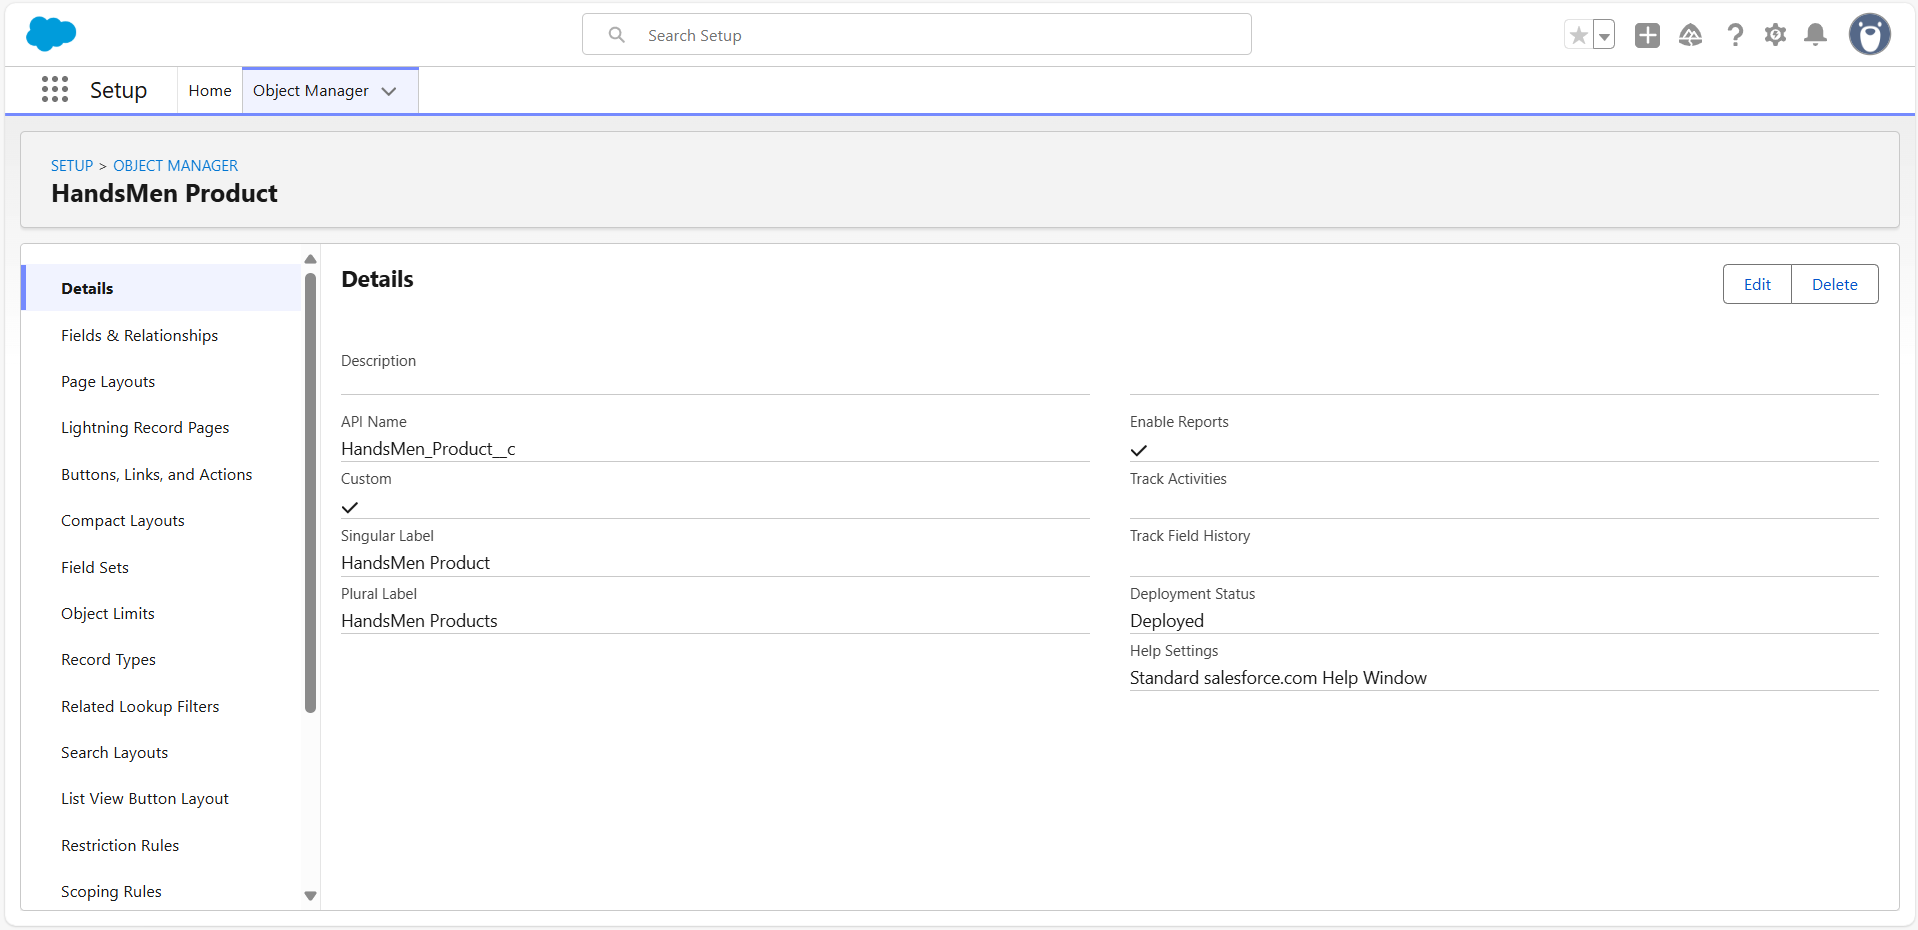 Search Setup
Setup
Home
Object Manager
SETUP > OBJECT MANAGER
HandsMen Product
Details
Fields & Relationships
Page Layouts
Lightning Record Pages
Buttons, Links, and Actions
Compact Layouts
Field Sets
Object Limits
Record Types
Related Lookup Filters
Search Layouts
List View Button Layout
Restriction Rules
Scoping Rules
Details
Edit
Delete
Description
API Name
HandsMen_Product__c
Custom
Singular Label
HandsMen Product
Plural Label
HandsMen Products
Enable Reports
Track Activities
Track Field History
Deployment Status
Deployed
Help Settings
Standard salesforce.com Help Window